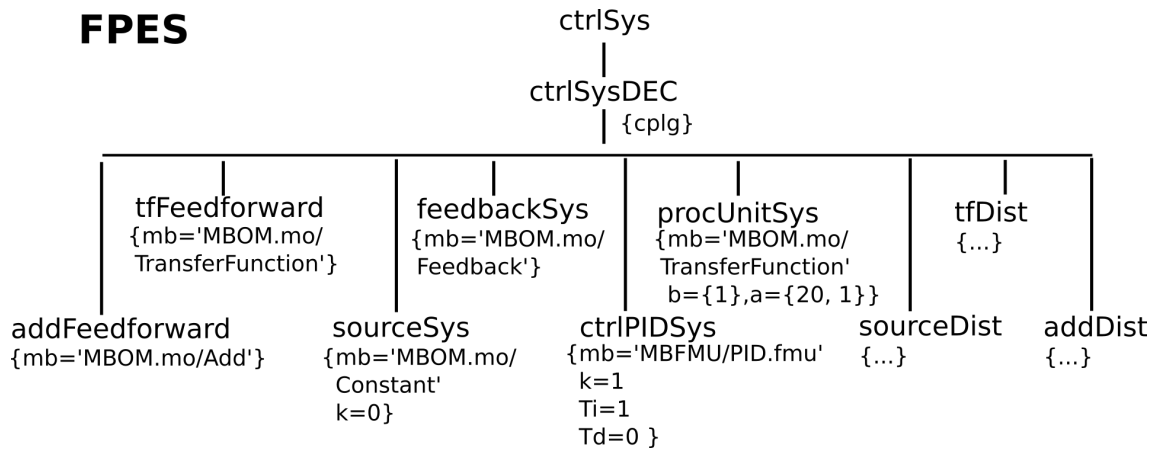 FPES
ctrlSys
ctrlSysDEC
{cplg}
tfFeedforward
{mb='MBOM.mo/
TransferFunction'}
feedbackSys
{mb='MBOM.mo/
Feedback'}
procUnitSys
{mb='MBOM.mo/
TransferFunction'
b={1},a={20, 1}}
tfDist
{...}
addFeedforward
{mb='MBOM.mo/Add'}
sourceSys
{mb='MBOM.mo/
Constant'
k=0}
ctrlPIDSys
{mb='MBFMU/PID.fmu'
k=1
Ti=1
Td=0 }
sourceDist
{...}
addDist
{...}